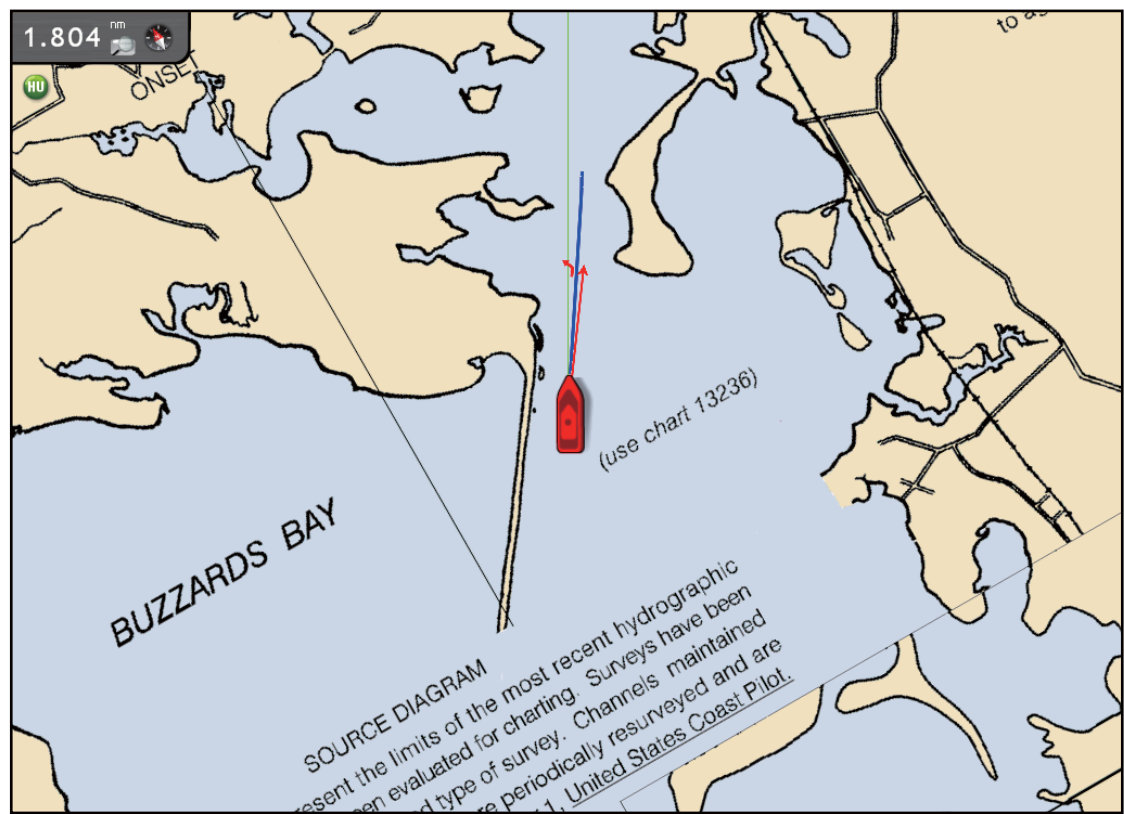 1.804 nm
HU
ONSET
to a
(use chart 13236)
BUZZARDS BAY
SOURCE DIAGRAM
resent the limits of the most recent hydrographic
en evaluated for charting. Surveys have been
d type of survey. Channels maintained
re periodically resurveyed and are
1, United States Coast Pilot.